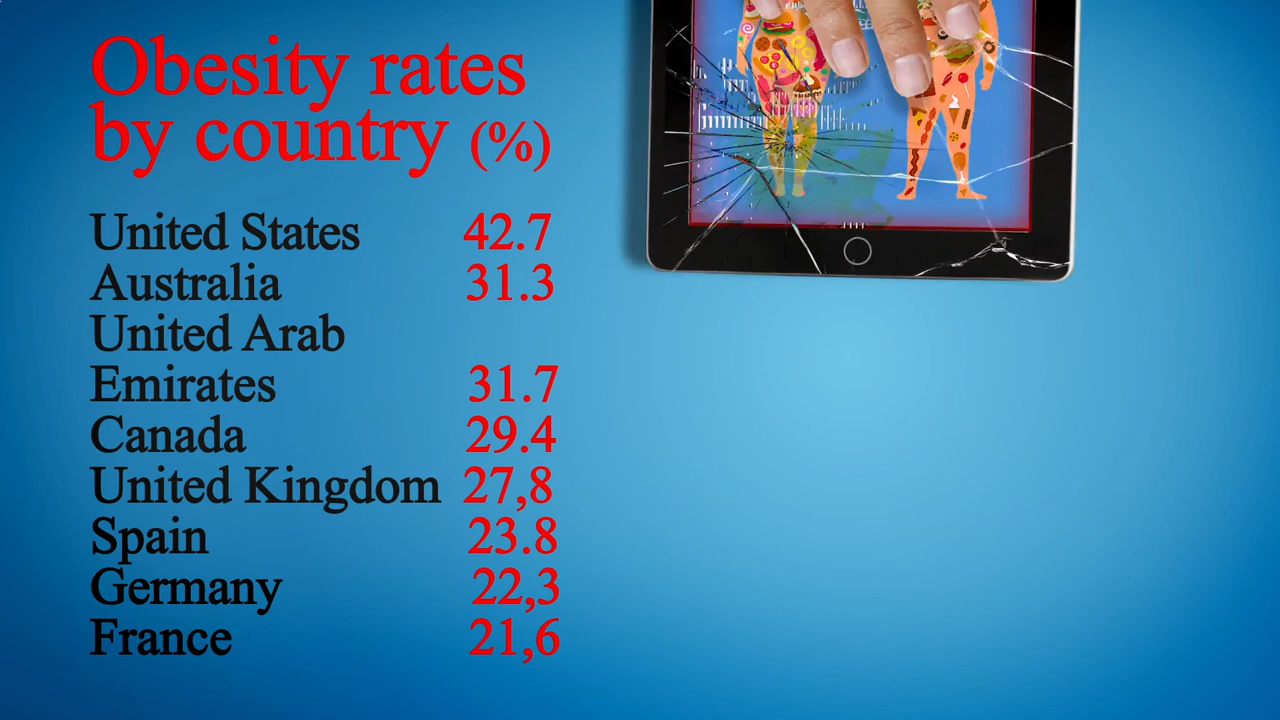 Obesity rates
by country (%)
United States 42.7
Australia 31.3
United Arab
Emirates 31.7
Canada 29.4
United Kingdom 27,8
Spain 23.8
Germany 22,3
France 21,6